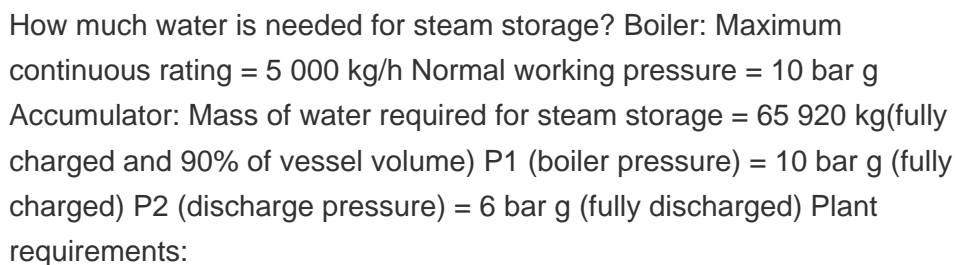 How much water is needed for steam storage? Boiler: Maximum
continuous rating = 5 000 kg/h Normal working pressure = 10 bar g
Accumulator: Mass of water required for steam storage = 65 920 kg(fully
charged and 90% of vessel volume) P1 (boiler pressure) = 10 bar g (fully
charged) P2 (discharge pressure) = 6 bar g (fully discharged) Plant
requirements: